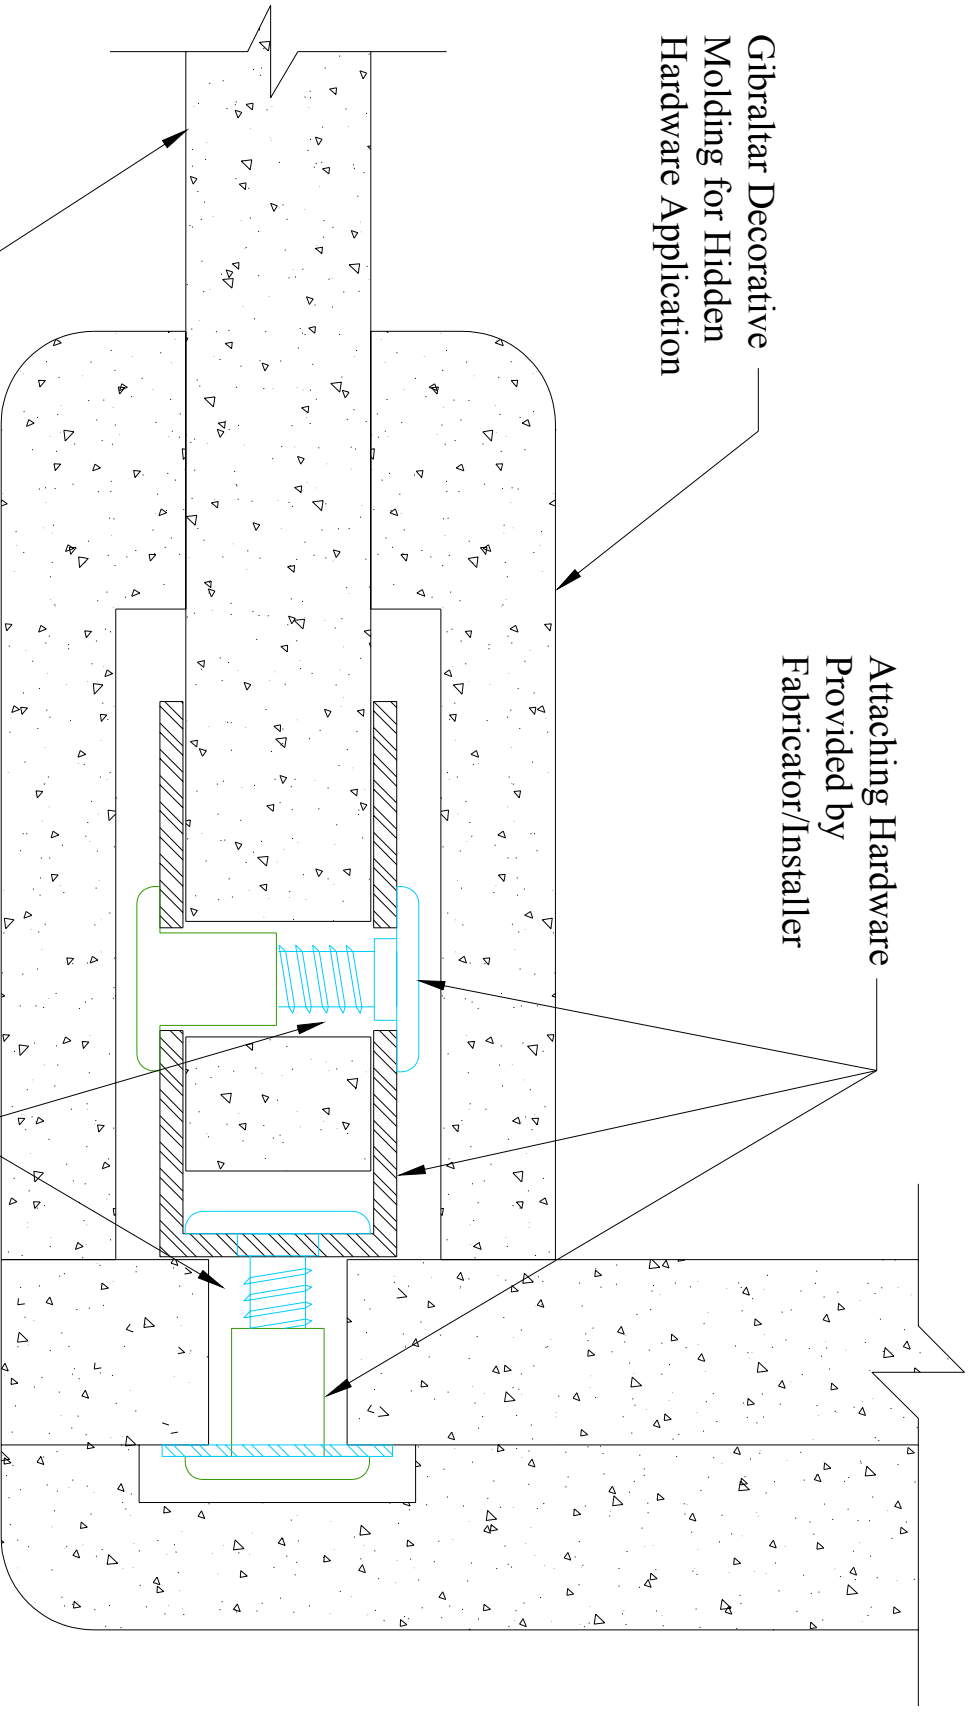 Gibraltar Decorative
Molding for Hidden
Hardware Application
Attaching Hardware
Provided by
Fabricator/Installer